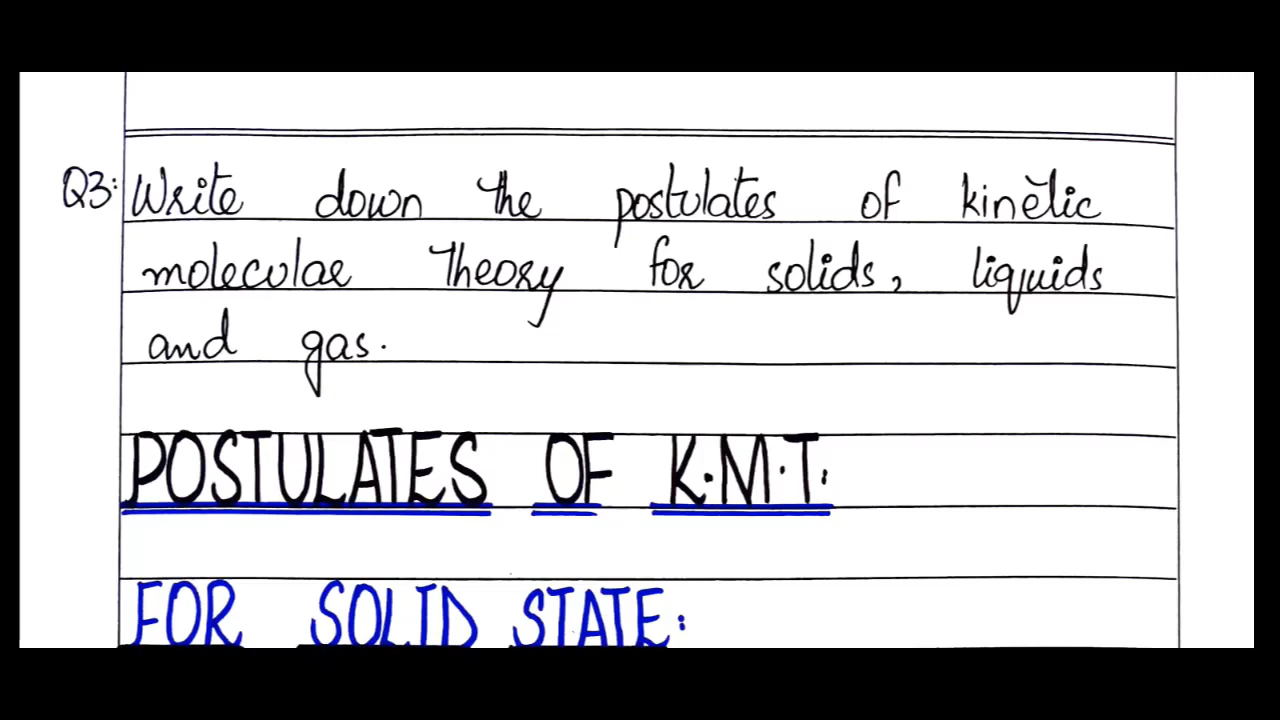 Q3: Write down the postulates of kinetic
molecular theory for solids, liquids
and gas.
POSTULATES OF K.M.T.
FOR SOLID STATE: